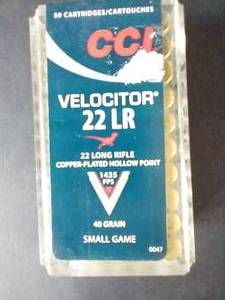 50 CARTRIDGES/CARTOUCHES
CCI
VELOCITOR®
22 LR
22 LONG RIFLE
COPPER-PLATED HOLLOW POINT
1435
FPS
40 GRAIN
SMALL GAME
0047